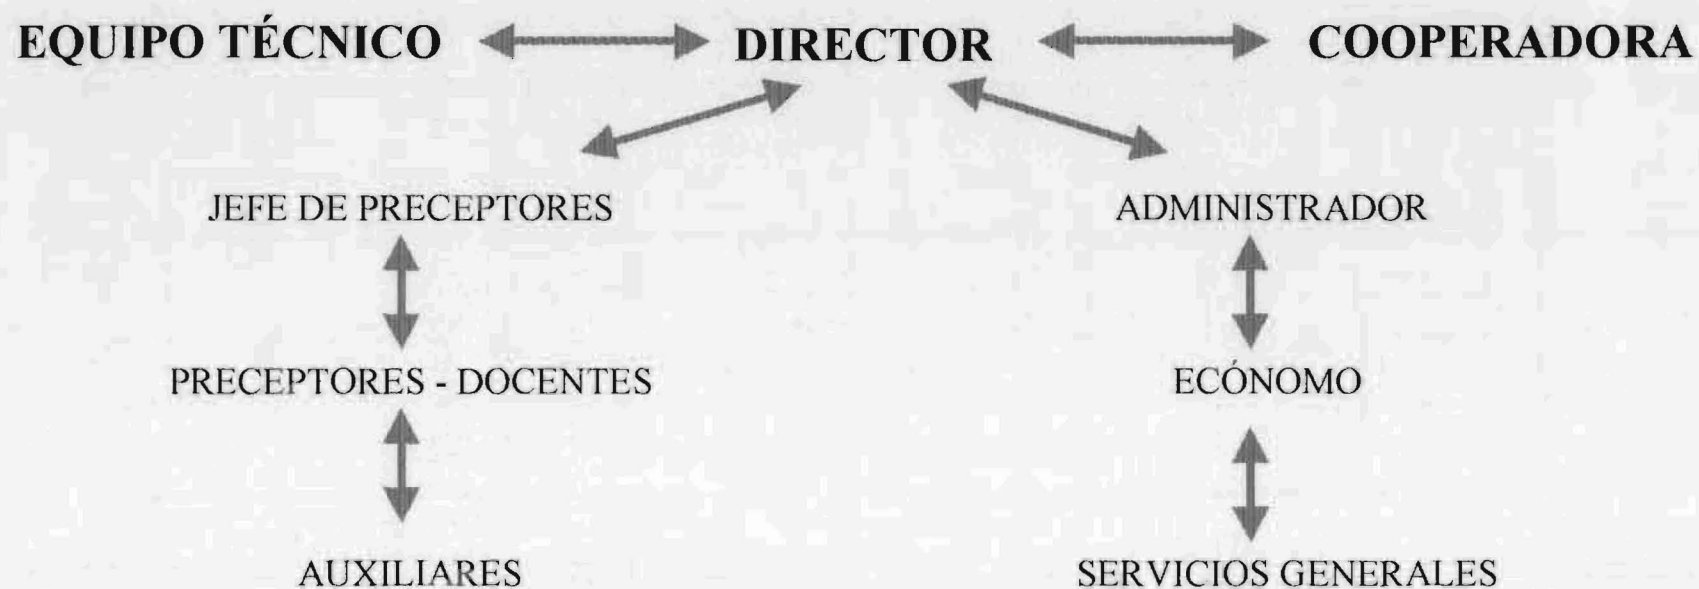 EQUIPO TÉCNICO DIRECTOR COOPERADORA
JEFE DE PRECEPTORES ADMINISTRADOR
PRECEPTORES - DOCENTES ECÓNOMO
AUXILIARES SERVICIOS GENERALES